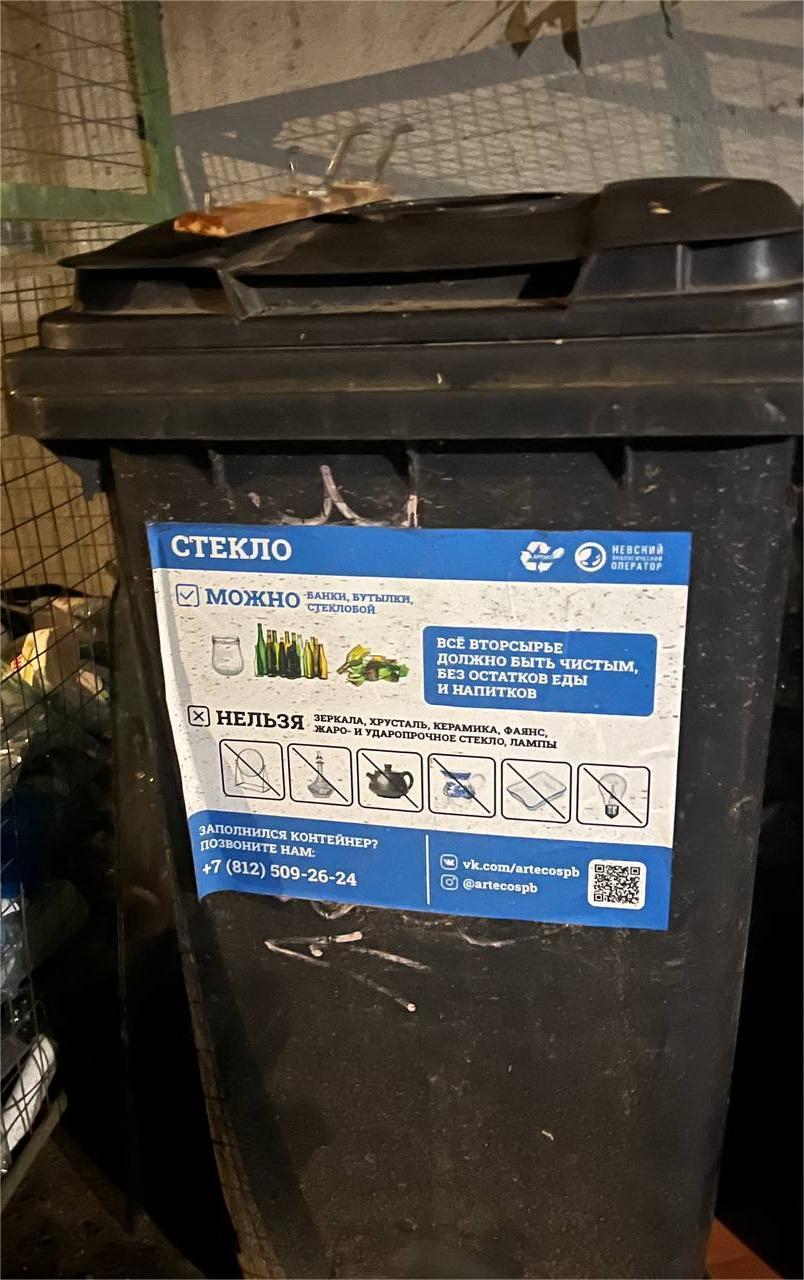 СТЕКЛО
НЕВСКИЙ
ЭКОЛОГИЧЕСКИЙ
ОПЕРАТОР
МОЖНО
БАНКИ, БУТЫЛКИ,
СТЕКЛОБОЙ
ВСЁ ВТОРСЫРЬЕ
ДОЛЖНО БЫТЬ ЧИСТЫМ,
БЕЗ ОСТАТКОВ ЕДЫ
И НАПИТКОВ
НЕЛЬЗЯ
ЗЕРКАЛА, ХРУСТАЛЬ, КЕРАМИКА, ФАЯНС,
ЖАРО- И УДАРОПРОЧНОЕ СТЕКЛО, ЛАМПЫ
ЗАПОЛНИЛСЯ КОНТЕЙНЕР?
ПОЗВОНИТЕ НАМ:
+7 (812) 509-26-24
vk.com/artecospb
@artecospb